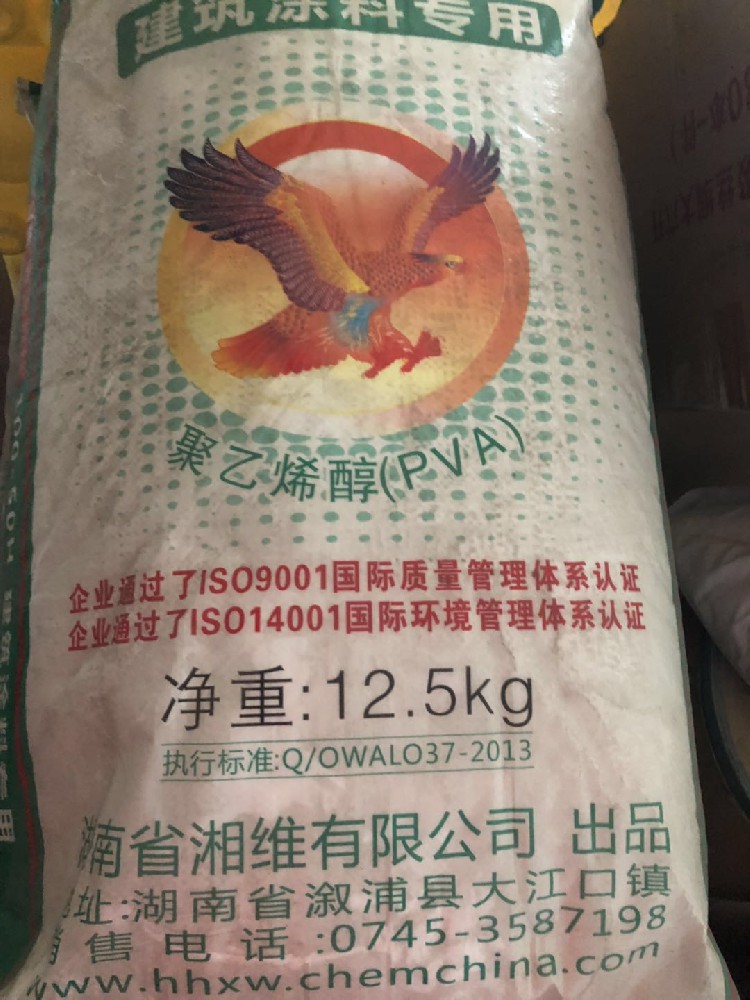 建筑涂料专用
聚乙烯醇(PVA)
企业通过了ISO9001国际质量管理体系认证
企业通过了ISO14001国际环境管理体系认证
净重:12.5kg
执行标准:Q/OWALO37-2013
湖南省湘维有限公司 出品
地址:湖南省溆浦县大江口镇
销售电话:0745-3587198
www.hhxw.chemchina.com